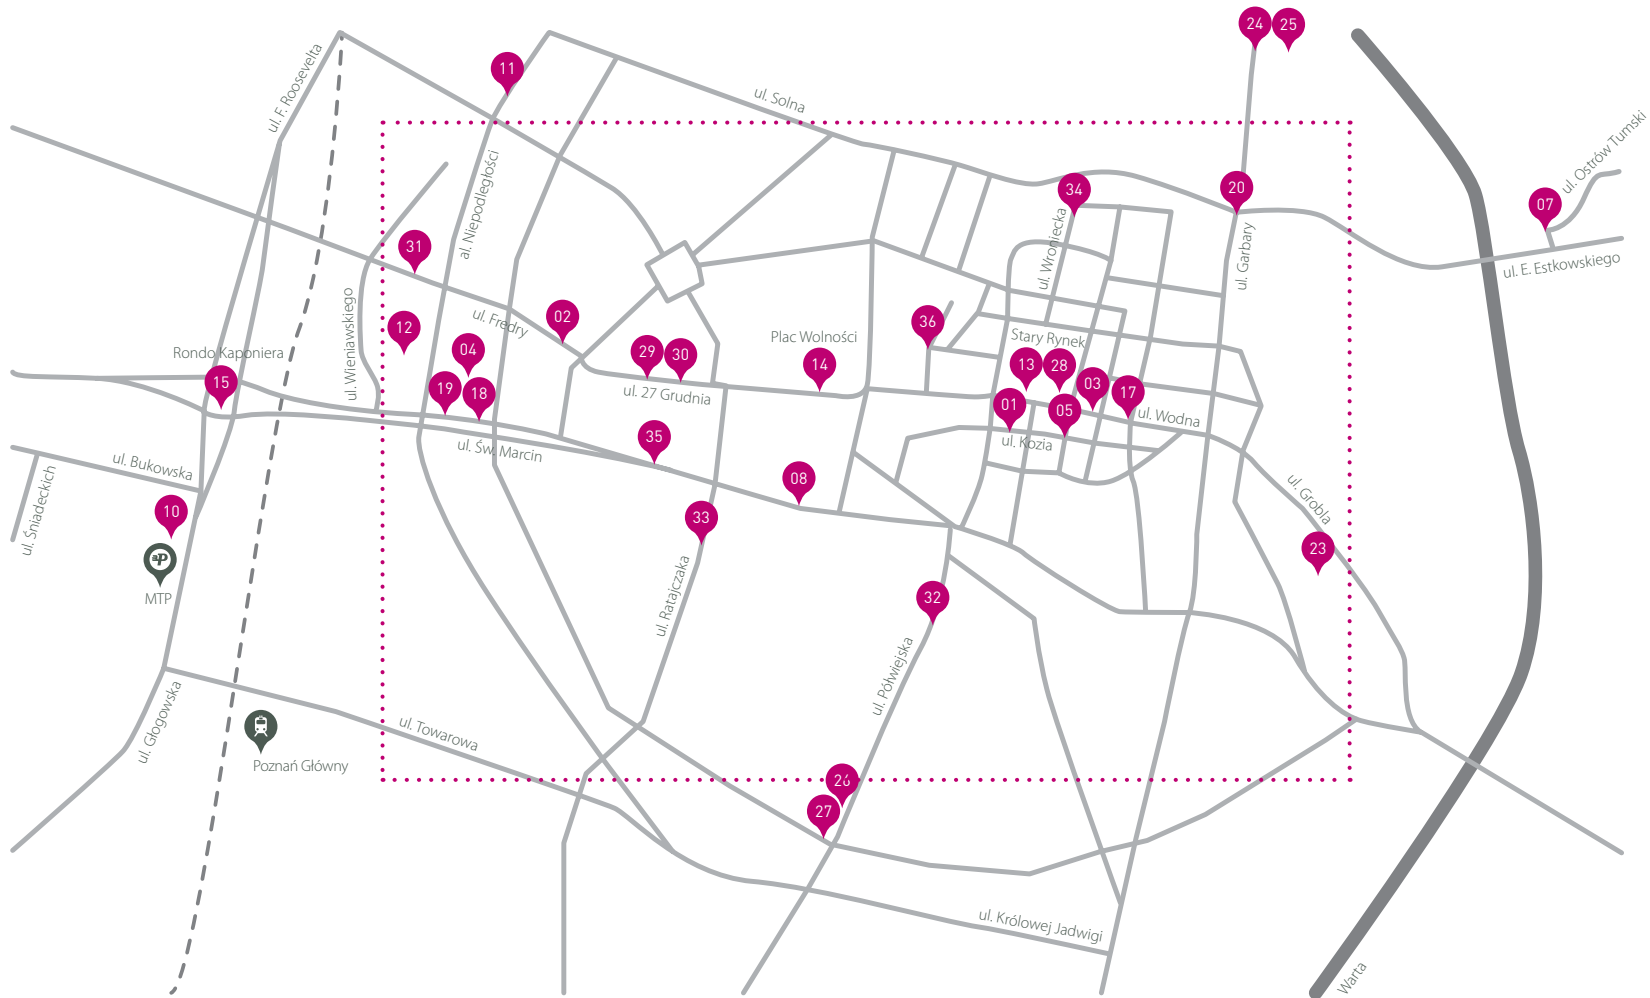 24
25
11
ul. F. Roosevelta
ul. Solna
ul. Ostrów Tumski
al. Niepodległości
34
20
07
ul. Wroniecka
31
ul. Garbary
ul. E. Estkowskiego
ul. Wieniawskiego
12
ul. Fredry
02
36
Plac Wolności
Stary Rynek
Rondo Kaponiera
04
29
30
14
13
28
15
19
18
ul. 27 Grudnia
03
17
01
05
ul. Wodna
ul. Św. Marcin
35
ul. Kozia
ul. Bukowska
08
ul. Śniadeckich
10
33
ul. Grobla
23
MTP
ul. Ratajczaka
32
ul. Półwiejska
ul. Głogowska
ul. Towarowa
Poznań Główny
26
27
ul. Królowej Jadwigi
Warta